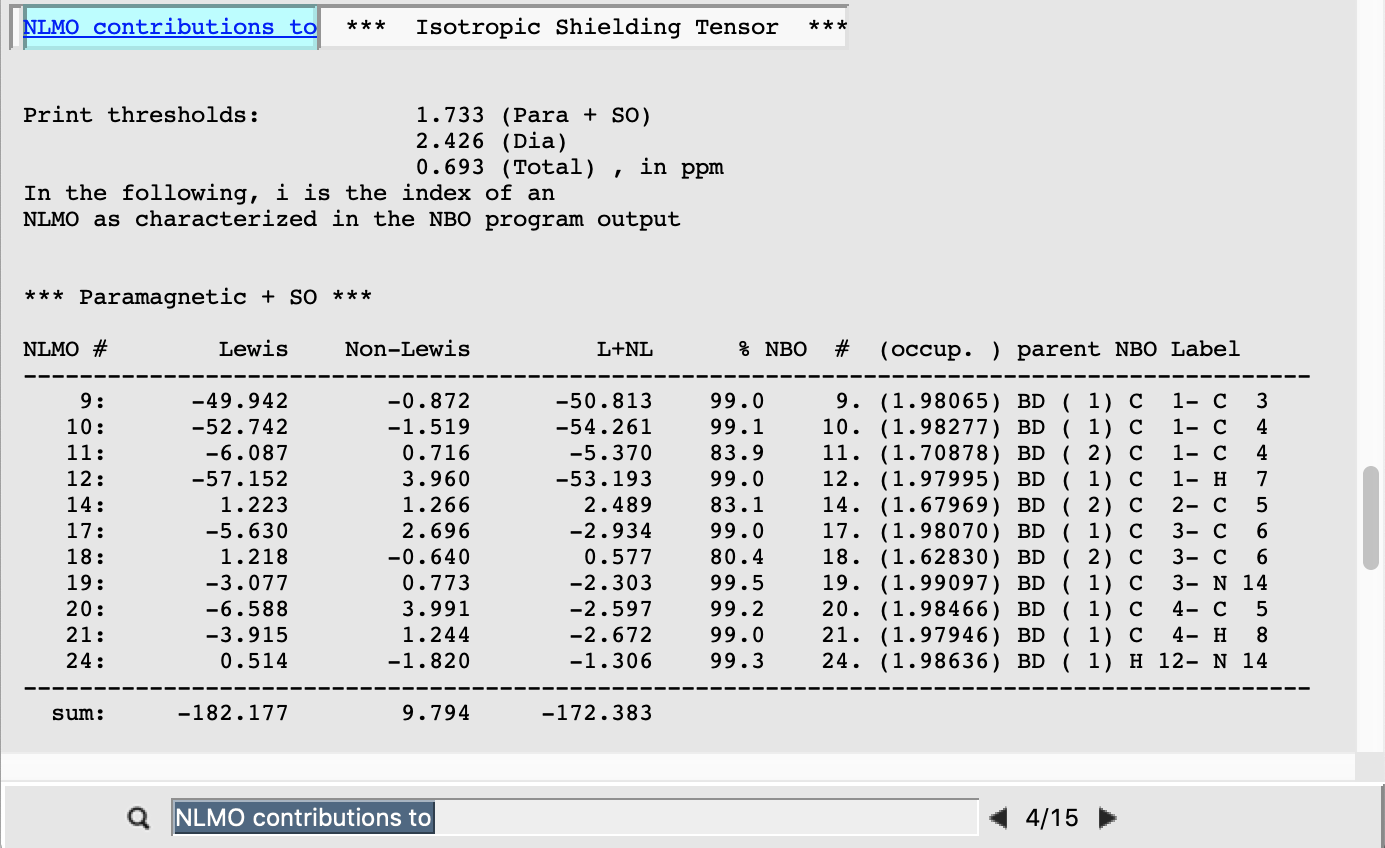 NLMO contributions to *** Isotropic Shielding Tensor ***
Print thresholds: 1.733 (Para + SO)
2.426 (Dia)
0.693 (Total) , in ppm
In the following, i is the index of an
NLMO as characterized in the NBO program output
*** Paramagnetic + SO ***
NLMO # Lewis Non-Lewis L+NL % NBO # (occup. ) parent NBO Label
------------------------------------------------------------------------------------------
9: -49.942 -0.872 -50.813 99.0 9. (1.98065) BD ( 1) C 1- C 3
10: -52.742 -1.519 -54.261 99.1 10. (1.98277) BD ( 1) C 1- C 4
11: -6.087 0.716 -5.370 83.9 11. (1.70878) BD ( 2) C 1- C 4
12: -57.152 3.960 -53.193 99.0 12. (1.97995) BD ( 1) C 1- H 7
14: 1.223 1.266 2.489 83.1 14. (1.67969) BD ( 2) C 2- C 5
17: -5.630 2.696 -2.934 99.0 17. (1.98070) BD ( 1) C 3- C 6
18: 1.218 -0.640 0.577 80.4 18. (1.62830) BD ( 2) C 3- C 6
19: -3.077 0.773 -2.303 99.5 19. (1.99097) BD ( 1) C 3- N 14
20: -6.588 3.991 -2.597 99.2 20. (1.98466) BD ( 1) C 4- C 5
21: -3.915 1.244 -2.672 99.0 21. (1.97946) BD ( 1) C 4- H 8
24: 0.514 -1.820 -1.306 99.3 24. (1.98636) BD ( 1) H 12- N 14
------------------------------------------------------------------------------------------
sum: -182.177 9.794 -172.383
NLMO contributions to 4/15